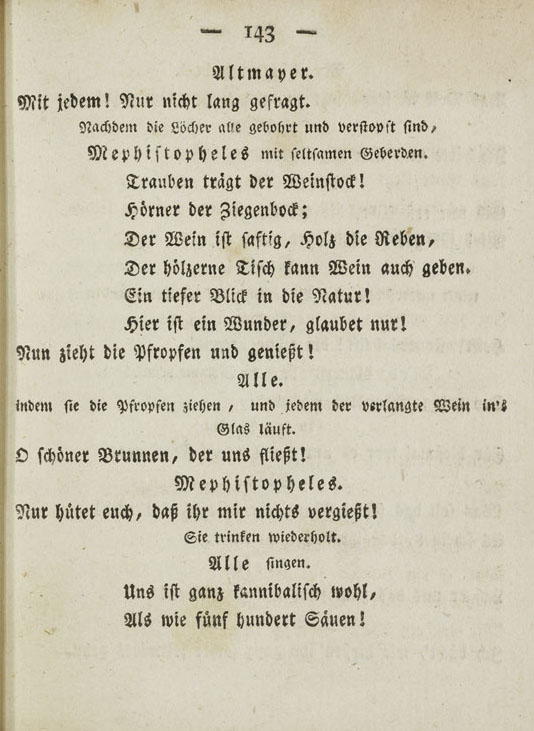 — 143 —
Altmayer.
Mit jedem! Nur nicht lang gefragt.
Nachdem die Löcher alle gebohrt und verstopft sind,
Mephistopheles mit seltsamen Geberden.
Trauben trägt der Weinstock!
Hörner der Ziegenbock;
Der Wein ist saftig, Holz die Reben,
Der hölzerne Tisch kann Wein auch geben.
Ein tiefer Blick in die Natur!
Hier ist ein Wunder, glaubet nur!
Nun zieht die Pfropfen und genießt!
Alle.
indem sie die Pfropfen ziehen, und jedem der verlangte Wein in's
Glas läuft.
O schöner Brunnen, der uns fließt!
Mephistopheles.
Nur hütet euch, daß ihr mir nichts vergießt!
Sie trinken wiederholt.
Alle singen.
Uns ist ganz kannibalisch wohl,
Als wie fünf hundert Säuen!